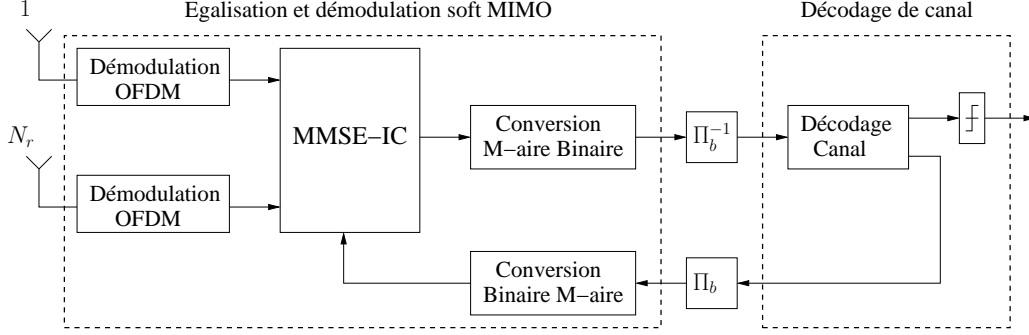 Egalisation et démodulation soft MIMO
Décodage de canal
1
Démodulation
OFDM
N_r
Démodulation
OFDM
MMSE−IC
Conversion
M−aire Binaire
Π_b^{-1}
Décodage
Canal
Conversion
Binaire M−aire
Π_b